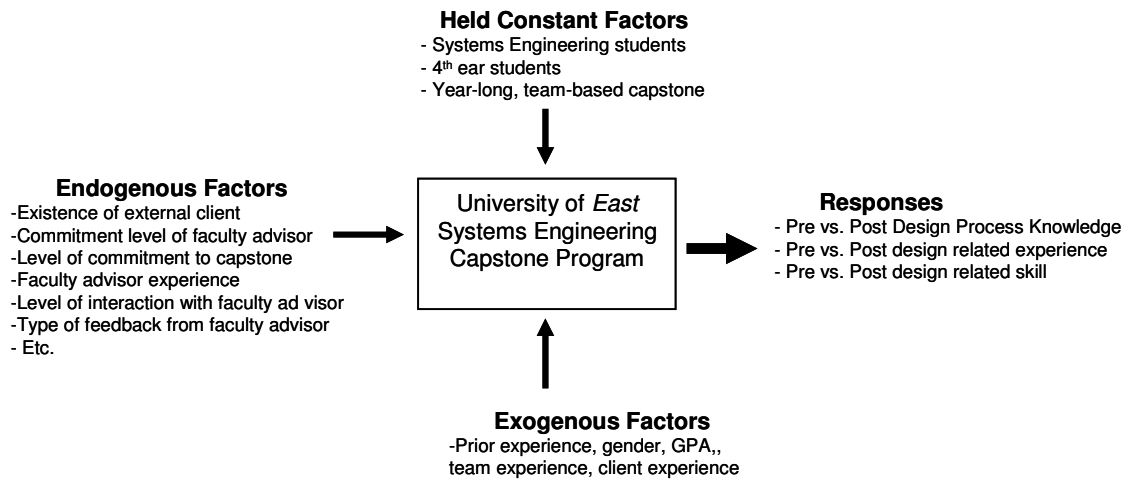 Held Constant Factors
- Systems Engineering students
- 4th ear students
- Year-long, team-based capstone
Endogenous Factors
-Existence of external client
-Commitment level of faculty advisor
-Level of commitment to capstone
-Faculty advisor experience
-Level of interaction with faculty ad visor
-Type of feedback from faculty advisor
- Etc.
University of East
Systems Engineering
Capstone Program
Responses
- Pre vs. Post Design Process Knowledge
- Pre vs. Post design related experience
- Pre vs. Post design related skill
Exogenous Factors
-Prior experience, gender, GPA,,
team experience, client experience